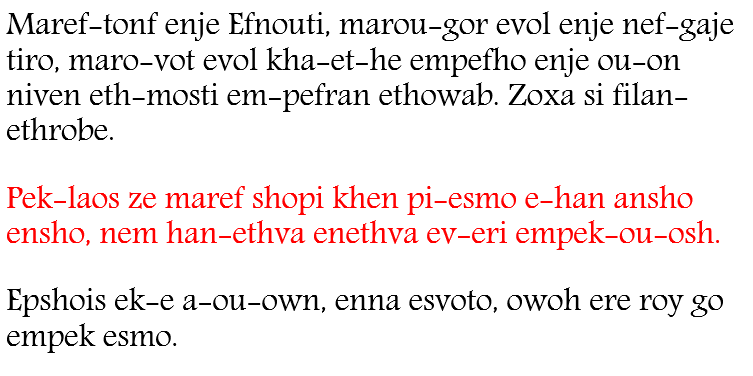 Maref-tonf enje Efnouti, marou-gor evol enje nef-gaje
tiro, maro-vot evol kha-et-he empefho enje ou-on
niven eth-mosti em-pefran ethowab. Zoxa si filan-
ethrobe.
Pek-laos ze maref shopi khen pi-esmo e-han ansho
ensho, nem han-ethva enethva ev-eri empek-ou-osh.
Epshois ek-e a-ou-own, enna esvoto, owoh ere roy go
empek esmo.